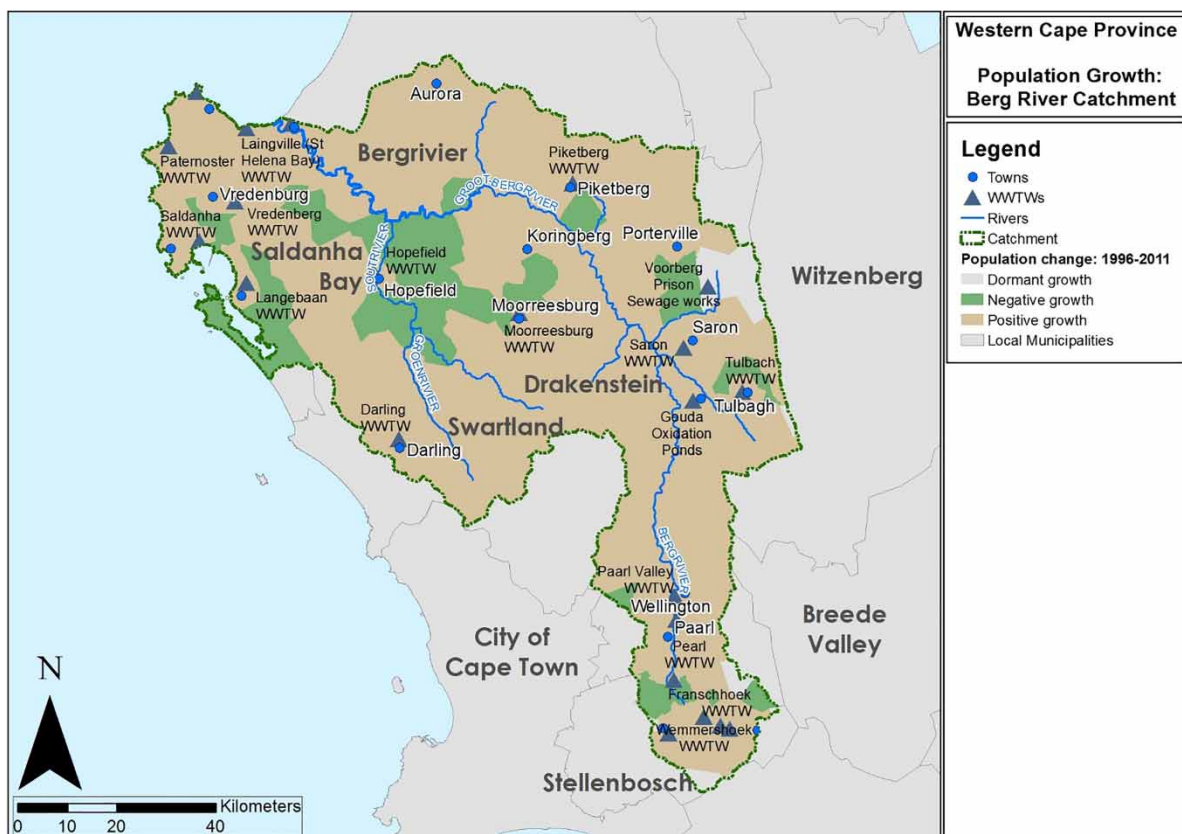 Western Cape Province
Population Growth:
Berg River Catchment
Legend
Towns
WWTWs
Rivers
Catchment
Population change: 1996-2011
Dormant growth
Negative growth
Positive growth
Local Municipalities
Aurora
Laingville (St
Helena Bay)
WWTW
Paternoster
WWTW
Bergrivier
Piketberg
WWTW
Piketberg
GROOT-BERGRIVIER
Vredenburg
Vredenberg
WWTW
Saldanha
WWTW
Saldanha
Bay
SOUTRIVIER
Hopefield
WWTW
Hopefield
Koringberg
Porterville
Witzenberg
Voorberg
Prison
Sewage works
Langebaan
WWTW
Moorreesburg
Moorreesburg
WWTW
Saron
Saron
WWTW
Tulbach
WWTW
Tulbagh
GROENRIVIER
Drakenstein
Gouda
Oxidation
Ponds
Swartland
Darling
WWTW
Darling
BERGRIVIER
Paarl Valley
WWTW
Wellington
Paarl
Pearl
WWTW
City of
Cape Town
Breede
Valley
Franschhoek
WWTW
Wemmershoek
WWTW
Stellenbosch
N
Kilometers
0 10 20 40